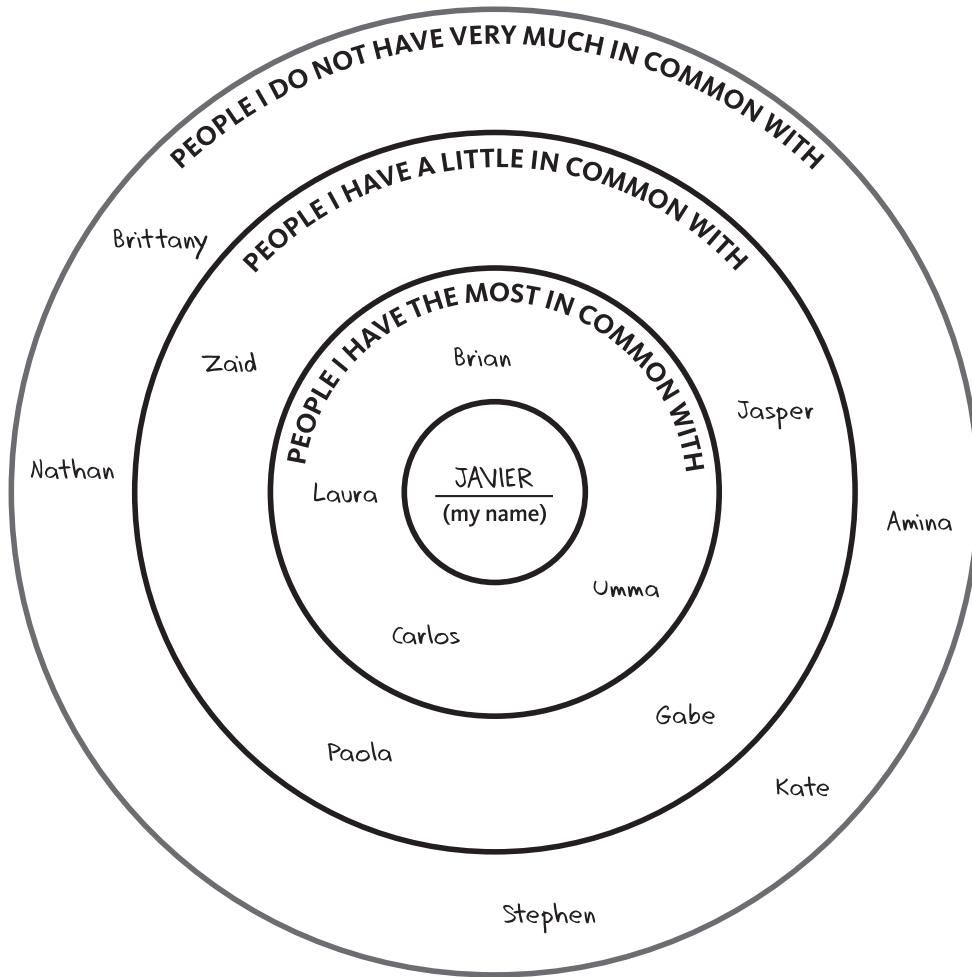 PEOPLE I DO NOT HAVE VERY MUCH IN COMMON WITH
PEOPLE I HAVE A LITTLE IN COMMON WITH
Brittany
PEOPLE I HAVE THE MOST IN COMMON WITH
Brian
Zaid
Jasper
Nathan
Laura
JAVIER
(my name)
Amina
Umma
Carlos
Gabe
Paola
Kate
Stephen